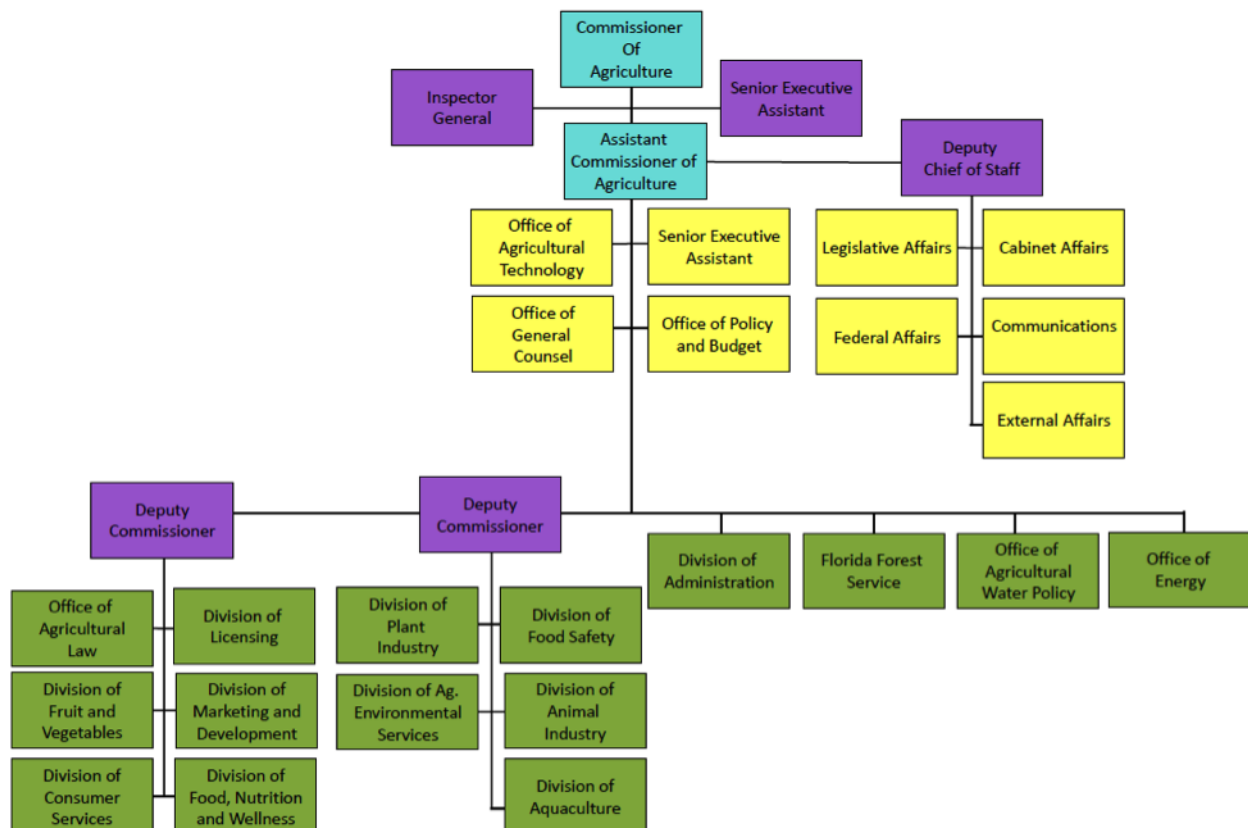 Commissioner
Of
Agriculture
Inspector
General
Senior Executive
Assistant
Assistant
Commissioner of
Agriculture
Deputy
Chief of Staff
Office of
Agricultural
Technology
Senior Executive
Assistant
Legislative Affairs
Cabinet Affairs
Office of
General
Counsel
Office of Policy
and Budget
Federal Affairs
Communications
External Affairs
Deputy
Commissioner
Deputy
Commissioner
Division of
Administration
Florida Forest
Service
Office of
Agricultural
Water Policy
Office of
Energy
Office of
Agricultural
Law
Division of
Licensing
Division of
Plant
Industry
Division of
Food Safety
Division of
Fruit and
Vegetables
Division of
Marketing and
Development
Division of Ag.
Environmental
Services
Division of
Animal
Industry
Division of
Consumer
Services
Division of
Food, Nutrition
and Wellness
Division of
Aquaculture